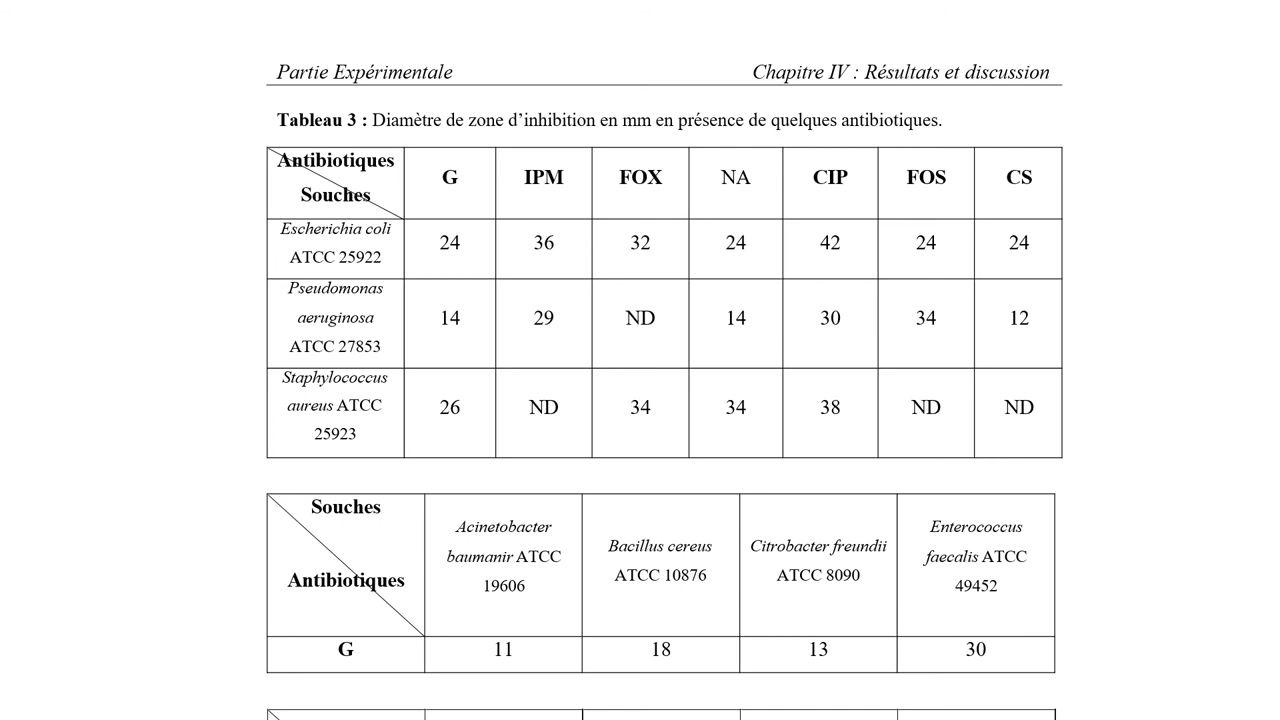 Partie Expérimentale Chapitre IV : Résultats et discussion
Tableau 3 : Diamètre de zone d’inhibition en mm en présence de quelques antibiotiques.
Antibiotiques
Souches
G IPM FOX NA CIP FOS CS
Escherichia coli
ATCC 25922
24 36 32 24 42 24 24
Pseudomonas
aeruginosa
ATCC 27853
14 29 ND 14 30 34 12
Staphylococcus
aureus ATCC
25923
26 ND 34 34 38 ND ND
Souches
Antibiotiques
Acinetobacter
baumanir ATCC
19606
Bacillus cereus
ATCC 10876
Citrobacter freundii
ATCC 8090
Enterococcus
faecalis ATCC
49452
G 11 18 13 30